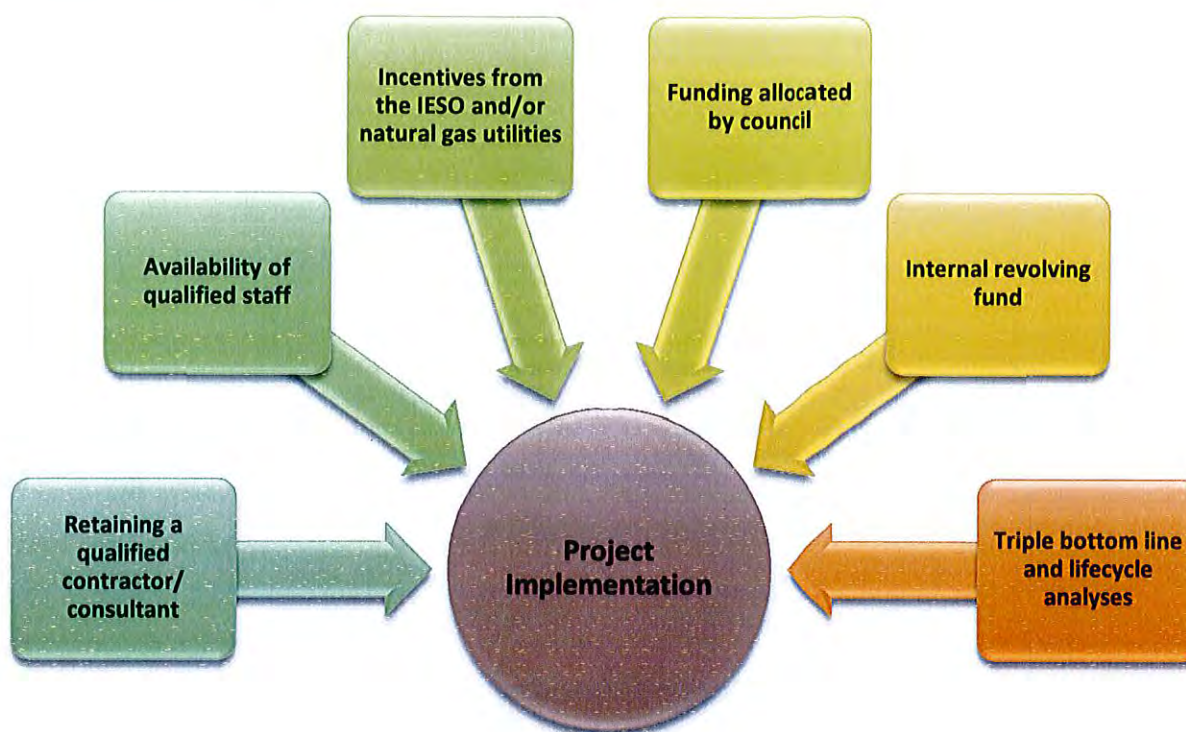 Incentives from
the IESO and/or
natural gas utilities
Funding allocated
by council
Availability of
qualified staff
Internal revolving
fund
Retaining a
qualified
contractor/
consultant
Project
Implementation
Triple bottom line
and lifecycle
analyses